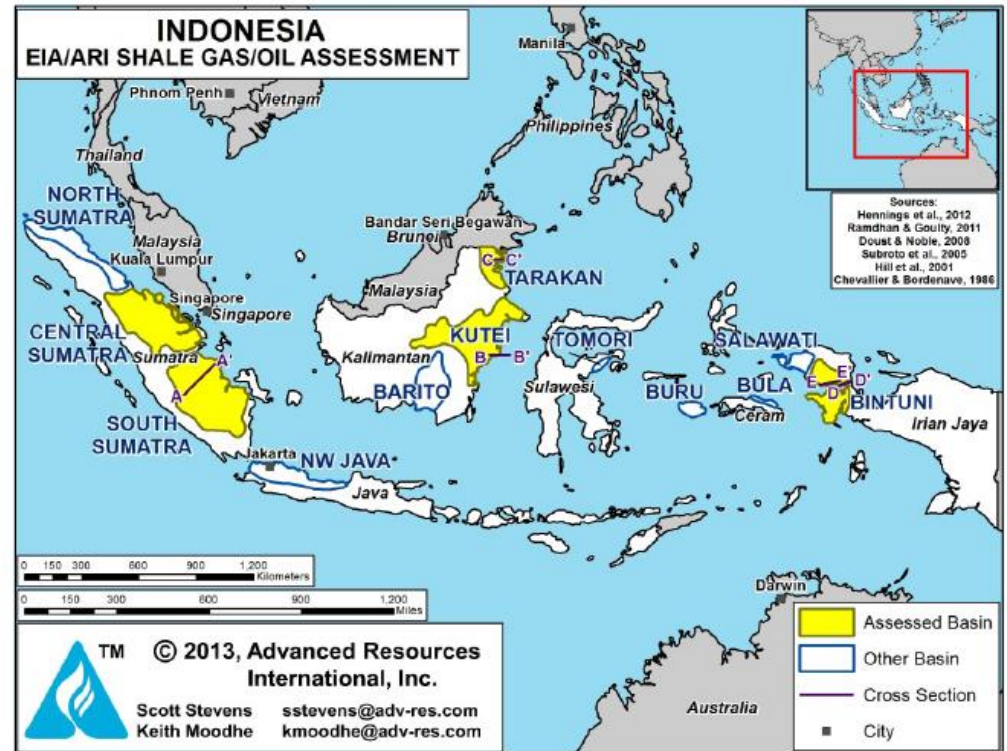 INDONESIA
EIA/ARI SHALE GAS/OIL ASSESSMENT
Manila
Phnom Penh
Vietnam
Philippines
Thailand
NORTH
SUMATRA
Bandar Seri Begawan
Brunei
Malaysia
Kuala Lumpur
Sources:
Hennings et al., 2012
Ramdhan & Goulty, 2011
Doust & Noble, 2008
Subroto et al., 2005
Hill et al., 2001
Chevallier & Bordenave, 1986
C C'
TARAKAN
Malaysia
Singapore
Singapore
CENTRAL
SUMATRA
Sumatra
A'
A
KUTEI
Kalimantan
B B'
BARITO
TOMORI
Sulawesi
SALAWATI
BURU
BULA
Ceram
E E'
D D'
BINTUNI
Irian Jaya
SOUTH
SUMATRA
Jakarta
NW JAVA
Java
0 150 300 600 900 1,200
Kilometers
0 150 300 600 900 1,200
Miles
Darwin
Australia
TM
© 2013, Advanced Resources
International, Inc.
Scott Stevens sstevens@adv-res.com
Keith Moodhe kmoodhe@adv-res.com
Assessed Basin
Other Basin
Cross Section
City